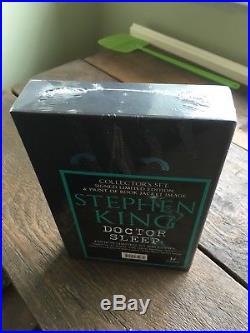 COLLECTOR'S SET
SIGNED LIMITED EDITION
& PRINT OF BOOK JACKET IMAGE
STEPHEN
KING
DOCTOR
SLEEP